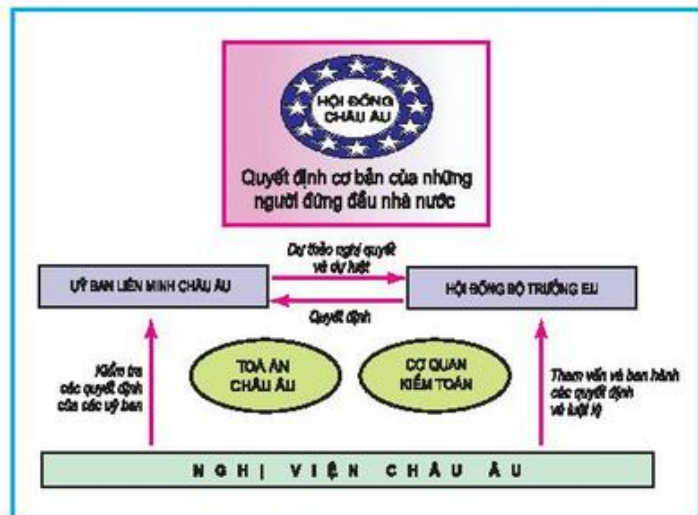 HỘI ĐỒNG
CHÂU ÂU
Quyết định cơ bản của những
người đứng đầu nhà nước
Dự thảo nghị quyết
và dự luật
UỶ BAN LIÊN MINH CHÂU ÂU
HỘI ĐỒNG BỘ TRƯỞNG EU
Quyết định
Kiểm tra
các quyết định
của các uỷ ban
TOÀ ÁN
CHÂU ÂU
CƠ QUAN
KIỂM TOÁN
Tham vấn và ban hành
các quyết định
và luật lệ
NGHỊ VIỆN CHÂU ÂU